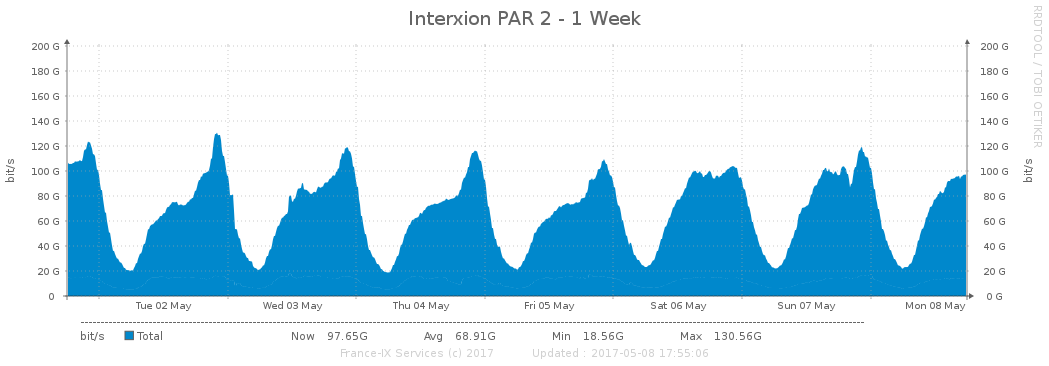 Interxion PAR 2 - 1 Week
RRDTOOL / TOBI OETIKER
bit/s
200 G 200 G
180 G 180 G
160 G 160 G
140 G 140 G
120 G 120 G
100 G 100 G
80 G 80 G
60 G 60 G
40 G 40 G
20 G 20 G
0 0 G
bit/s
Tue 02 May Wed 03 May Thu 04 May Fri 05 May Sat 06 May Sun 07 May Mon 08 May
bit/s Total Now 97.65G Avg 68.91G Min 18.56G Max 130.56G
France-IX Services (c) 2017 Updated : 2017-05-08 17:55:06